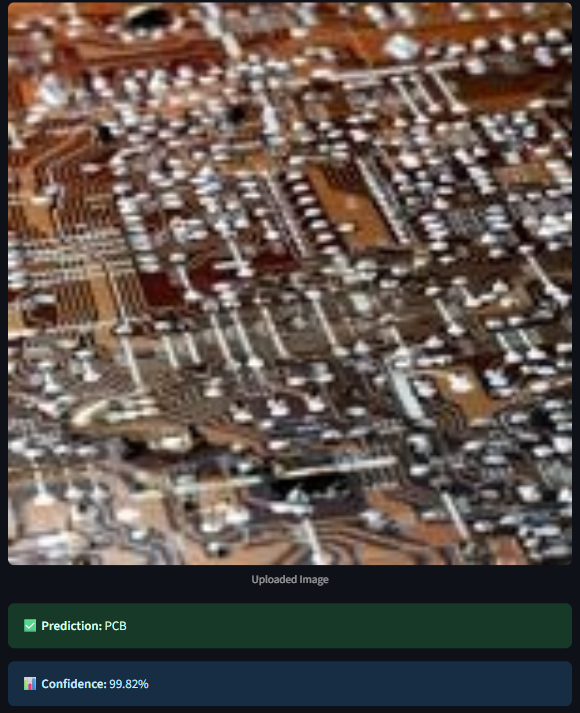 Uploaded Image
✅ Prediction: PCB
📊 Confidence: 99.82%